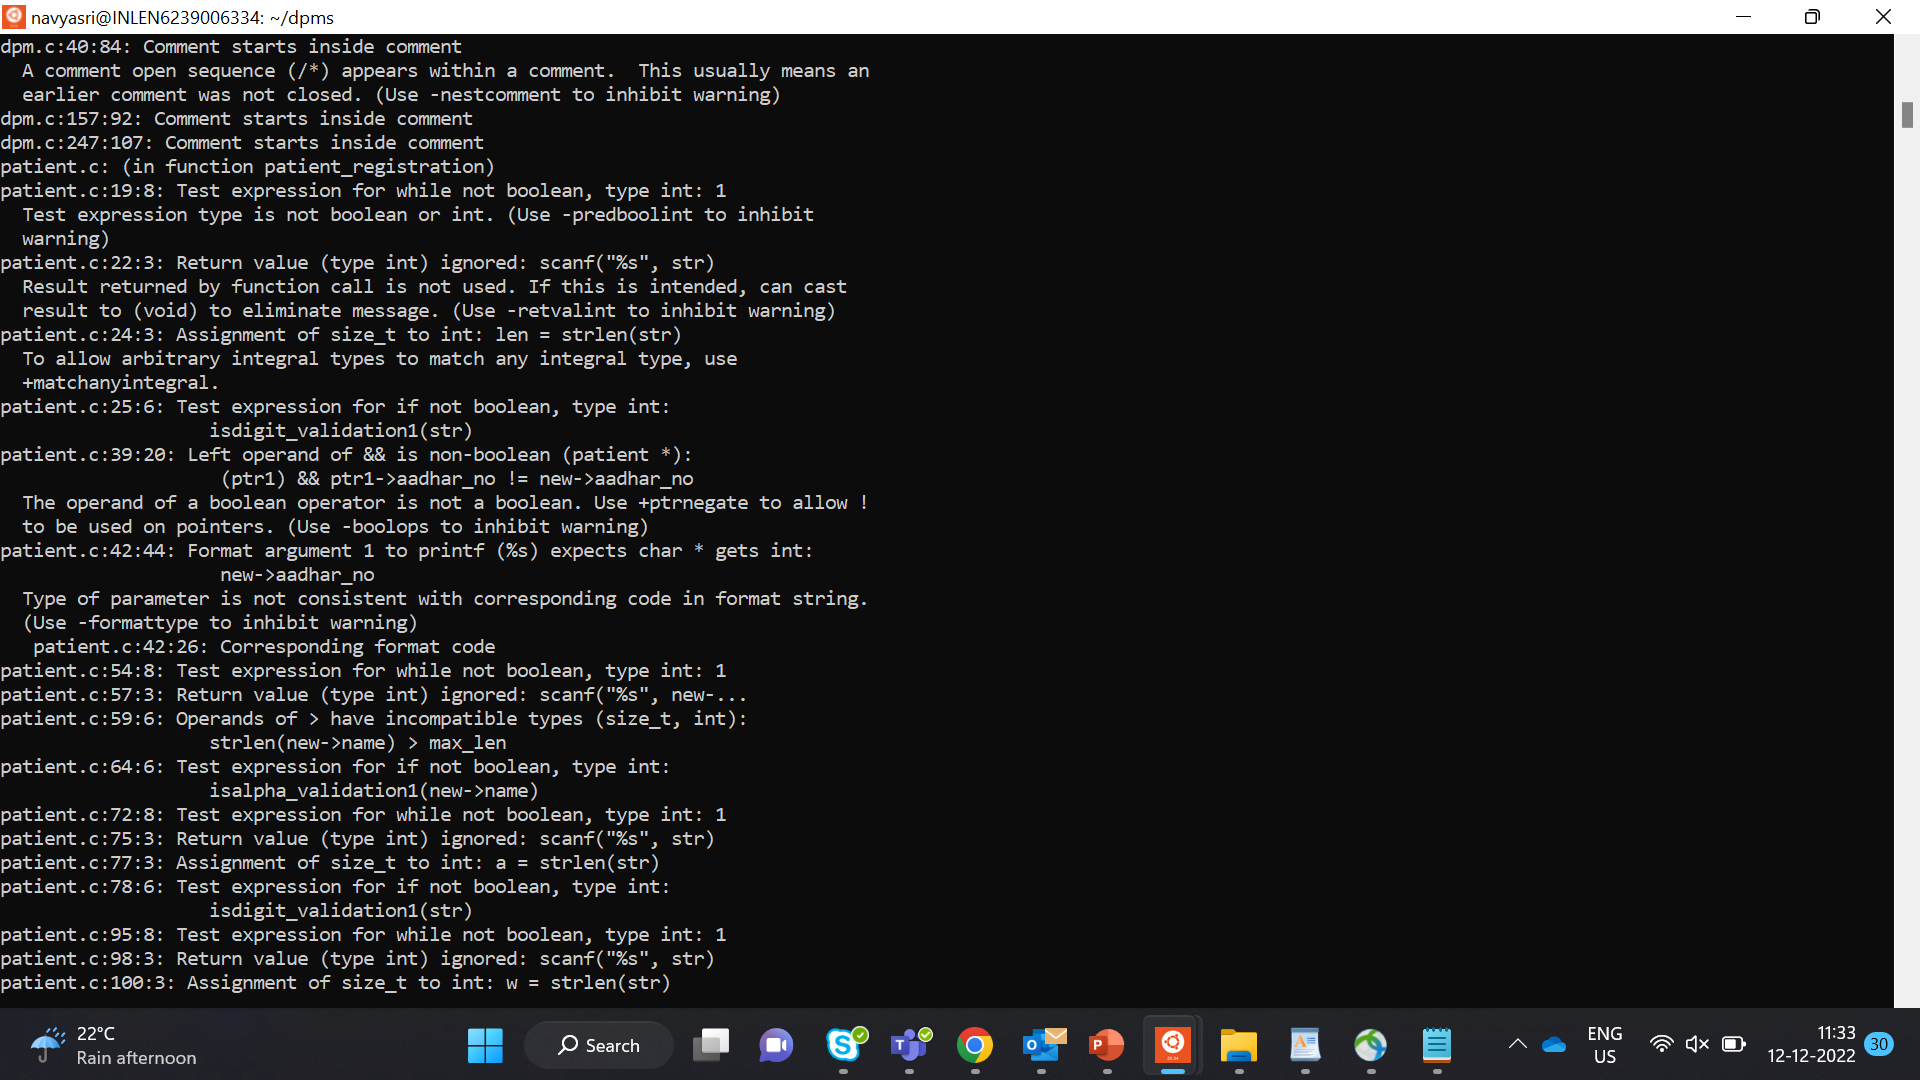 navyasri@INLEN6239006334: ~/dpms
dpm.c:40:84: Comment starts inside comment
  A comment open sequence (/*) appears within a comment.  This usually means an
  earlier comment was not closed. (Use -nestcomment to inhibit warning)
dpm.c:157:92: Comment starts inside comment
dpm.c:247:107: Comment starts inside comment
patient.c: (in function patient_registration)
patient.c:19:8: Test expression for while not boolean, type int: 1
  Test expression type is not boolean or int. (Use -predboolint to inhibit
  warning)
patient.c:22:3: Return value (type int) ignored: scanf("%s", str)
  Result returned by function call is not used. If this is intended, can cast
  result to (void) to eliminate message. (Use -retvalint to inhibit warning)
patient.c:24:3: Assignment of size_t to int: len = strlen(str)
  To allow arbitrary integral types to match any integral type, use
  +matchanyintegral.
patient.c:25:6: Test expression for if not boolean, type int:
                   isdigit_validation1(str)
patient.c:39:20: Left operand of && is non-boolean (patient *):
                    (ptr1) && ptr1->aadhar_no != new->aadhar_no
  The operand of a boolean operator is not a boolean. Use +ptrnegate to allow !
  to be used on pointers. (Use -boolops to inhibit warning)
patient.c:42:44: Format argument 1 to printf (%s) expects char * gets int:
                    new->aadhar_no
  Type of parameter is not consistent with corresponding code in format string.
  (Use -formattype to inhibit warning)
   patient.c:42:26: Corresponding format code
patient.c:54:8: Test expression for while not boolean, type int: 1
patient.c:57:3: Return value (type int) ignored: scanf("%s", new-...
patient.c:59:6: Operands of > have incompatible types (size_t, int):
                   strlen(new->name) > max_len
patient.c:64:6: Test expression for if not boolean, type int:
                   isalpha_validation1(new->name)
patient.c:72:8: Test expression for while not boolean, type int: 1
patient.c:75:3: Return value (type int) ignored: scanf("%s", str)
patient.c:77:3: Assignment of size_t to int: a = strlen(str)
patient.c:78:6: Test expression for if not boolean, type int:
                   isdigit_validation1(str)
patient.c:95:8: Test expression for while not boolean, type int: 1
patient.c:98:3: Return value (type int) ignored: scanf("%s", str)
patient.c:100:3: Assignment of size_t to int: w = strlen(str)
22°C
Rain afternoon
Search
ENG
US
11:33
12-12-2022
30